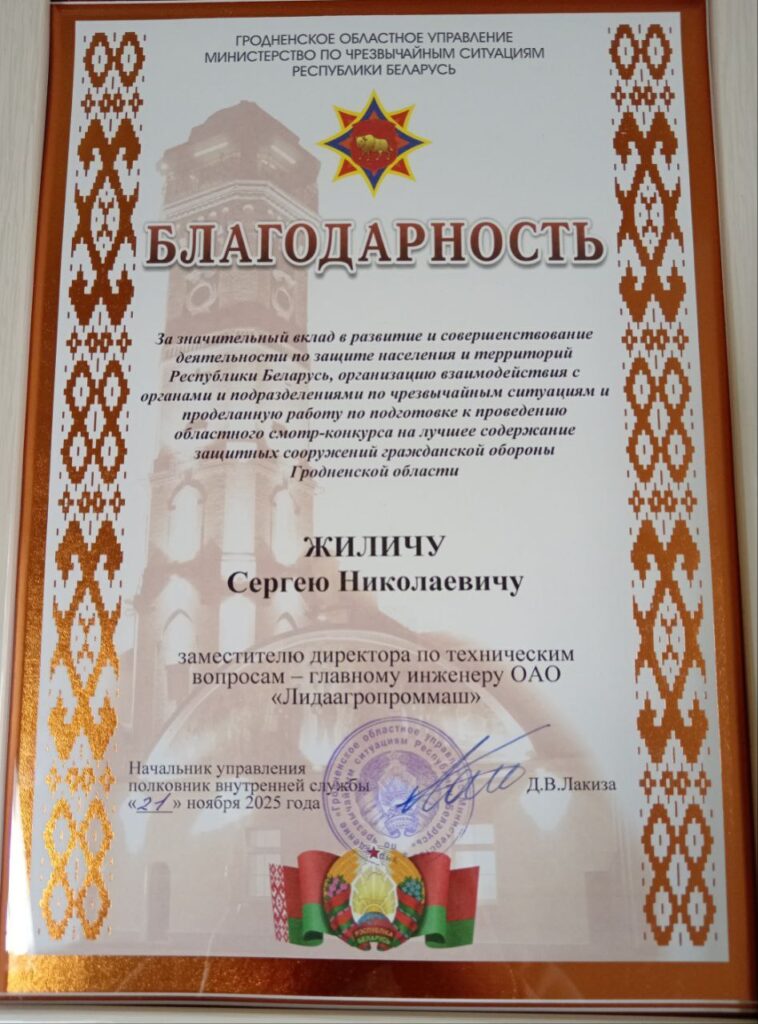 ГРОДНЕНСКОЕ ОБЛАСТНОЕ УПРАВЛЕНИЕ
МИНИСТЕРСТВО ПО ЧРЕЗВЫЧАЙНЫМ СИТУАЦИЯМ
РЕСПУБЛИКИ БЕЛАРУСЬ
БЛАГОДАРНОСТЬ
За значительный вклад в развитие и совершенствование
деятельности по защите населения и территорий
Республики Беларусь, организацию взаимодействия с
органами и подразделениями по чрезвычайным ситуациям и
проделанную работу по подготовке к проведению
областного смотр-конкурса на лучшее содержание
защитных сооружений гражданской обороны
Гродненской области
ЖИЛИЧУ
Сергею Николаевичу
заместителю директора по техническим
вопросам – главному инженеру ОАО
«Лидаагропроммаш»
Начальник управления
полковник внутренней службы
Д.В.Лакиза
«21» ноября 2025 года
РЭСПУБЛІКА
БЕЛАРУСЬ